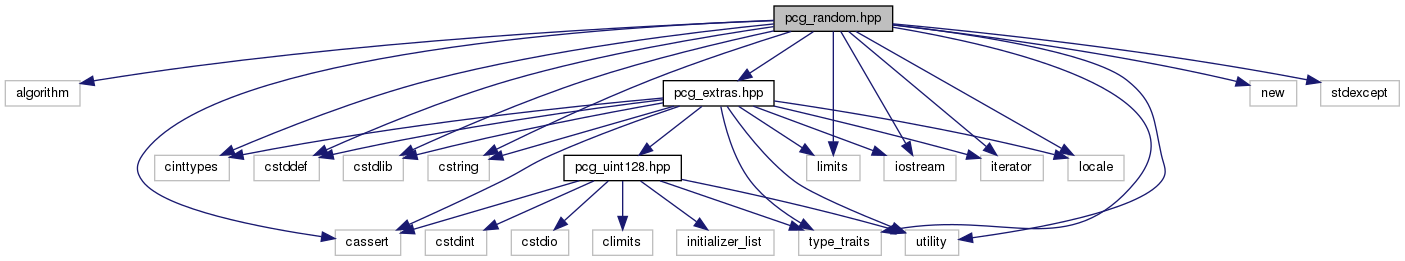 pcg_random.hpp
algorithm
pcg_extras.hpp
new
stdexcept
cinttypes
cstddef
cstdlib
cstring
pcg_uint128.hpp
limits
iostream
iterator
locale
cassert
cstdint
cstdio
climits
initializer_list
type_traits
utility